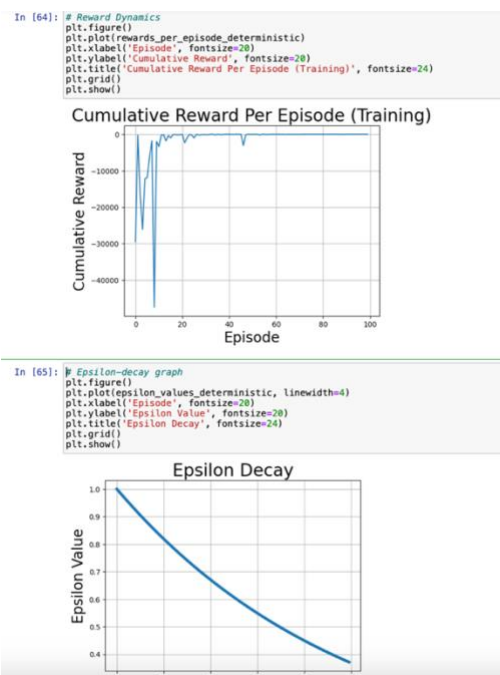 In [64]: # Reward Dynamics
plt.figure()
plt.plot(rewards_per_episode_deterministic)
plt.xlabel('Episode', fontsize=20)
plt.ylabel('Cumulative Reward', fontsize=20)
plt.title('Cumulative Reward Per Episode (Training)', fontsize=24)
plt.grid()
plt.show()
Cumulative Reward Per Episode (Training)
Cumulative Reward
0
−10000
−20000
−30000
−40000
0 20 40 60 80 100
Episode
In [65]: # Epsilon-decay graph
plt.figure()
plt.plot(epsilon_values_deterministic, linewidth=4)
plt.xlabel('Episode', fontsize=20)
plt.ylabel('Epsilon Value', fontsize=20)
plt.title('Epsilon Decay', fontsize=24)
plt.grid()
plt.show()
Epsilon Decay
Epsilon Value
1.0
0.9
0.8
0.7
0.6
0.5
0.4